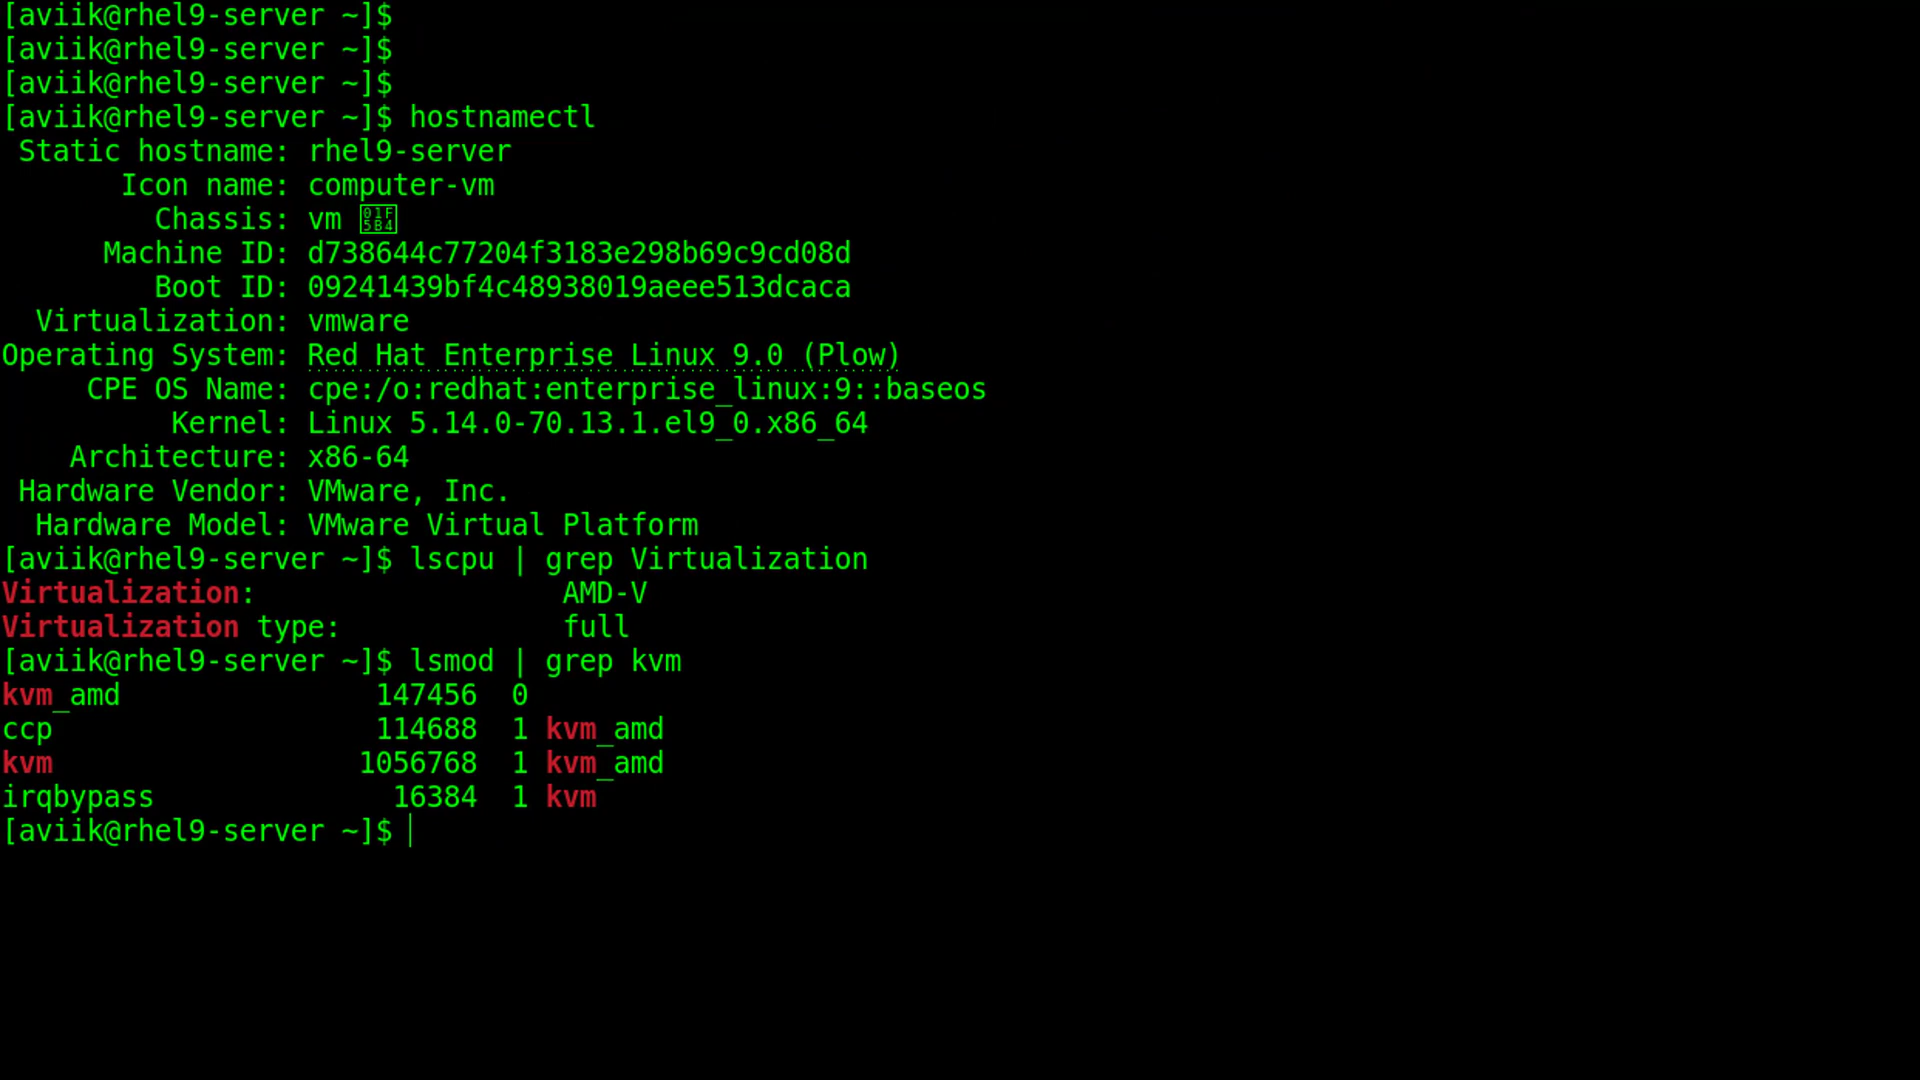 [aviik@rhel9-server ~]$
[aviik@rhel9-server ~]$
[aviik@rhel9-server ~]$
[aviik@rhel9-server ~]$ hostnamectl
 Static hostname: rhel9-server
       Icon name: computer-vm
         Chassis: vm 🖴
      Machine ID: d738644c77204f3183e298b69c9cd08d
         Boot ID: 09241439bf4c48938019aeee513dcaca
  Virtualization: vmware
Operating System: Red Hat Enterprise Linux 9.0 (Plow)
     CPE OS Name: cpe:/o:redhat:enterprise_linux:9::baseos
          Kernel: Linux 5.14.0-70.13.1.el9_0.x86_64
    Architecture: x86-64
 Hardware Vendor: VMware, Inc.
  Hardware Model: VMware Virtual Platform
[aviik@rhel9-server ~]$ lscpu | grep Virtualization
Virtualization:                  AMD-V
Virtualization type:             full
[aviik@rhel9-server ~]$ lsmod | grep kvm
kvm_amd               147456  0
ccp                   114688  1 kvm_amd
kvm                  1056768  1 kvm_amd
irqbypass              16384  1 kvm
[aviik@rhel9-server ~]$